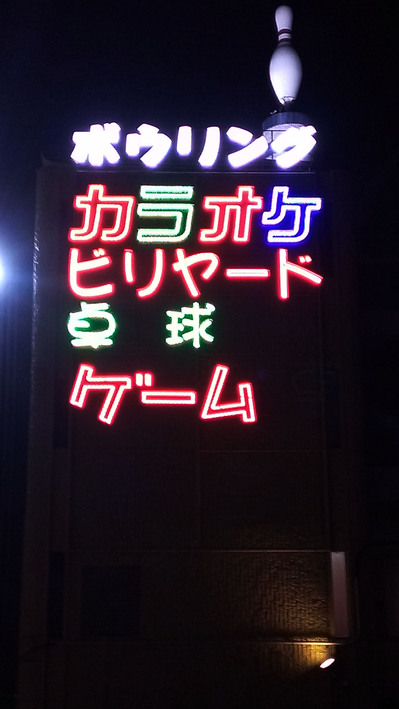 ボウリング
カラオケ
ビリヤード
卓 球
ゲーム